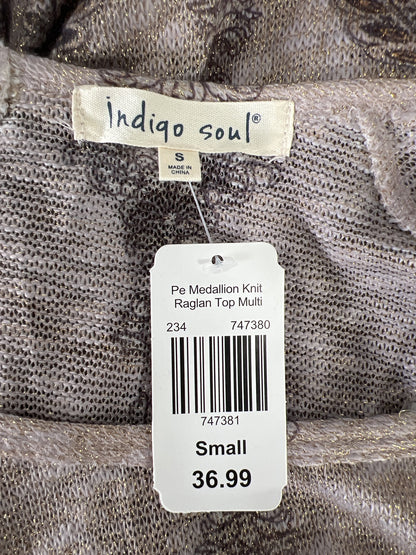 indigo soul®
S
MADE IN
CHINA
Pe Medallion Knit
Raglan Top Multi
234 747380
747381
Small
36.99